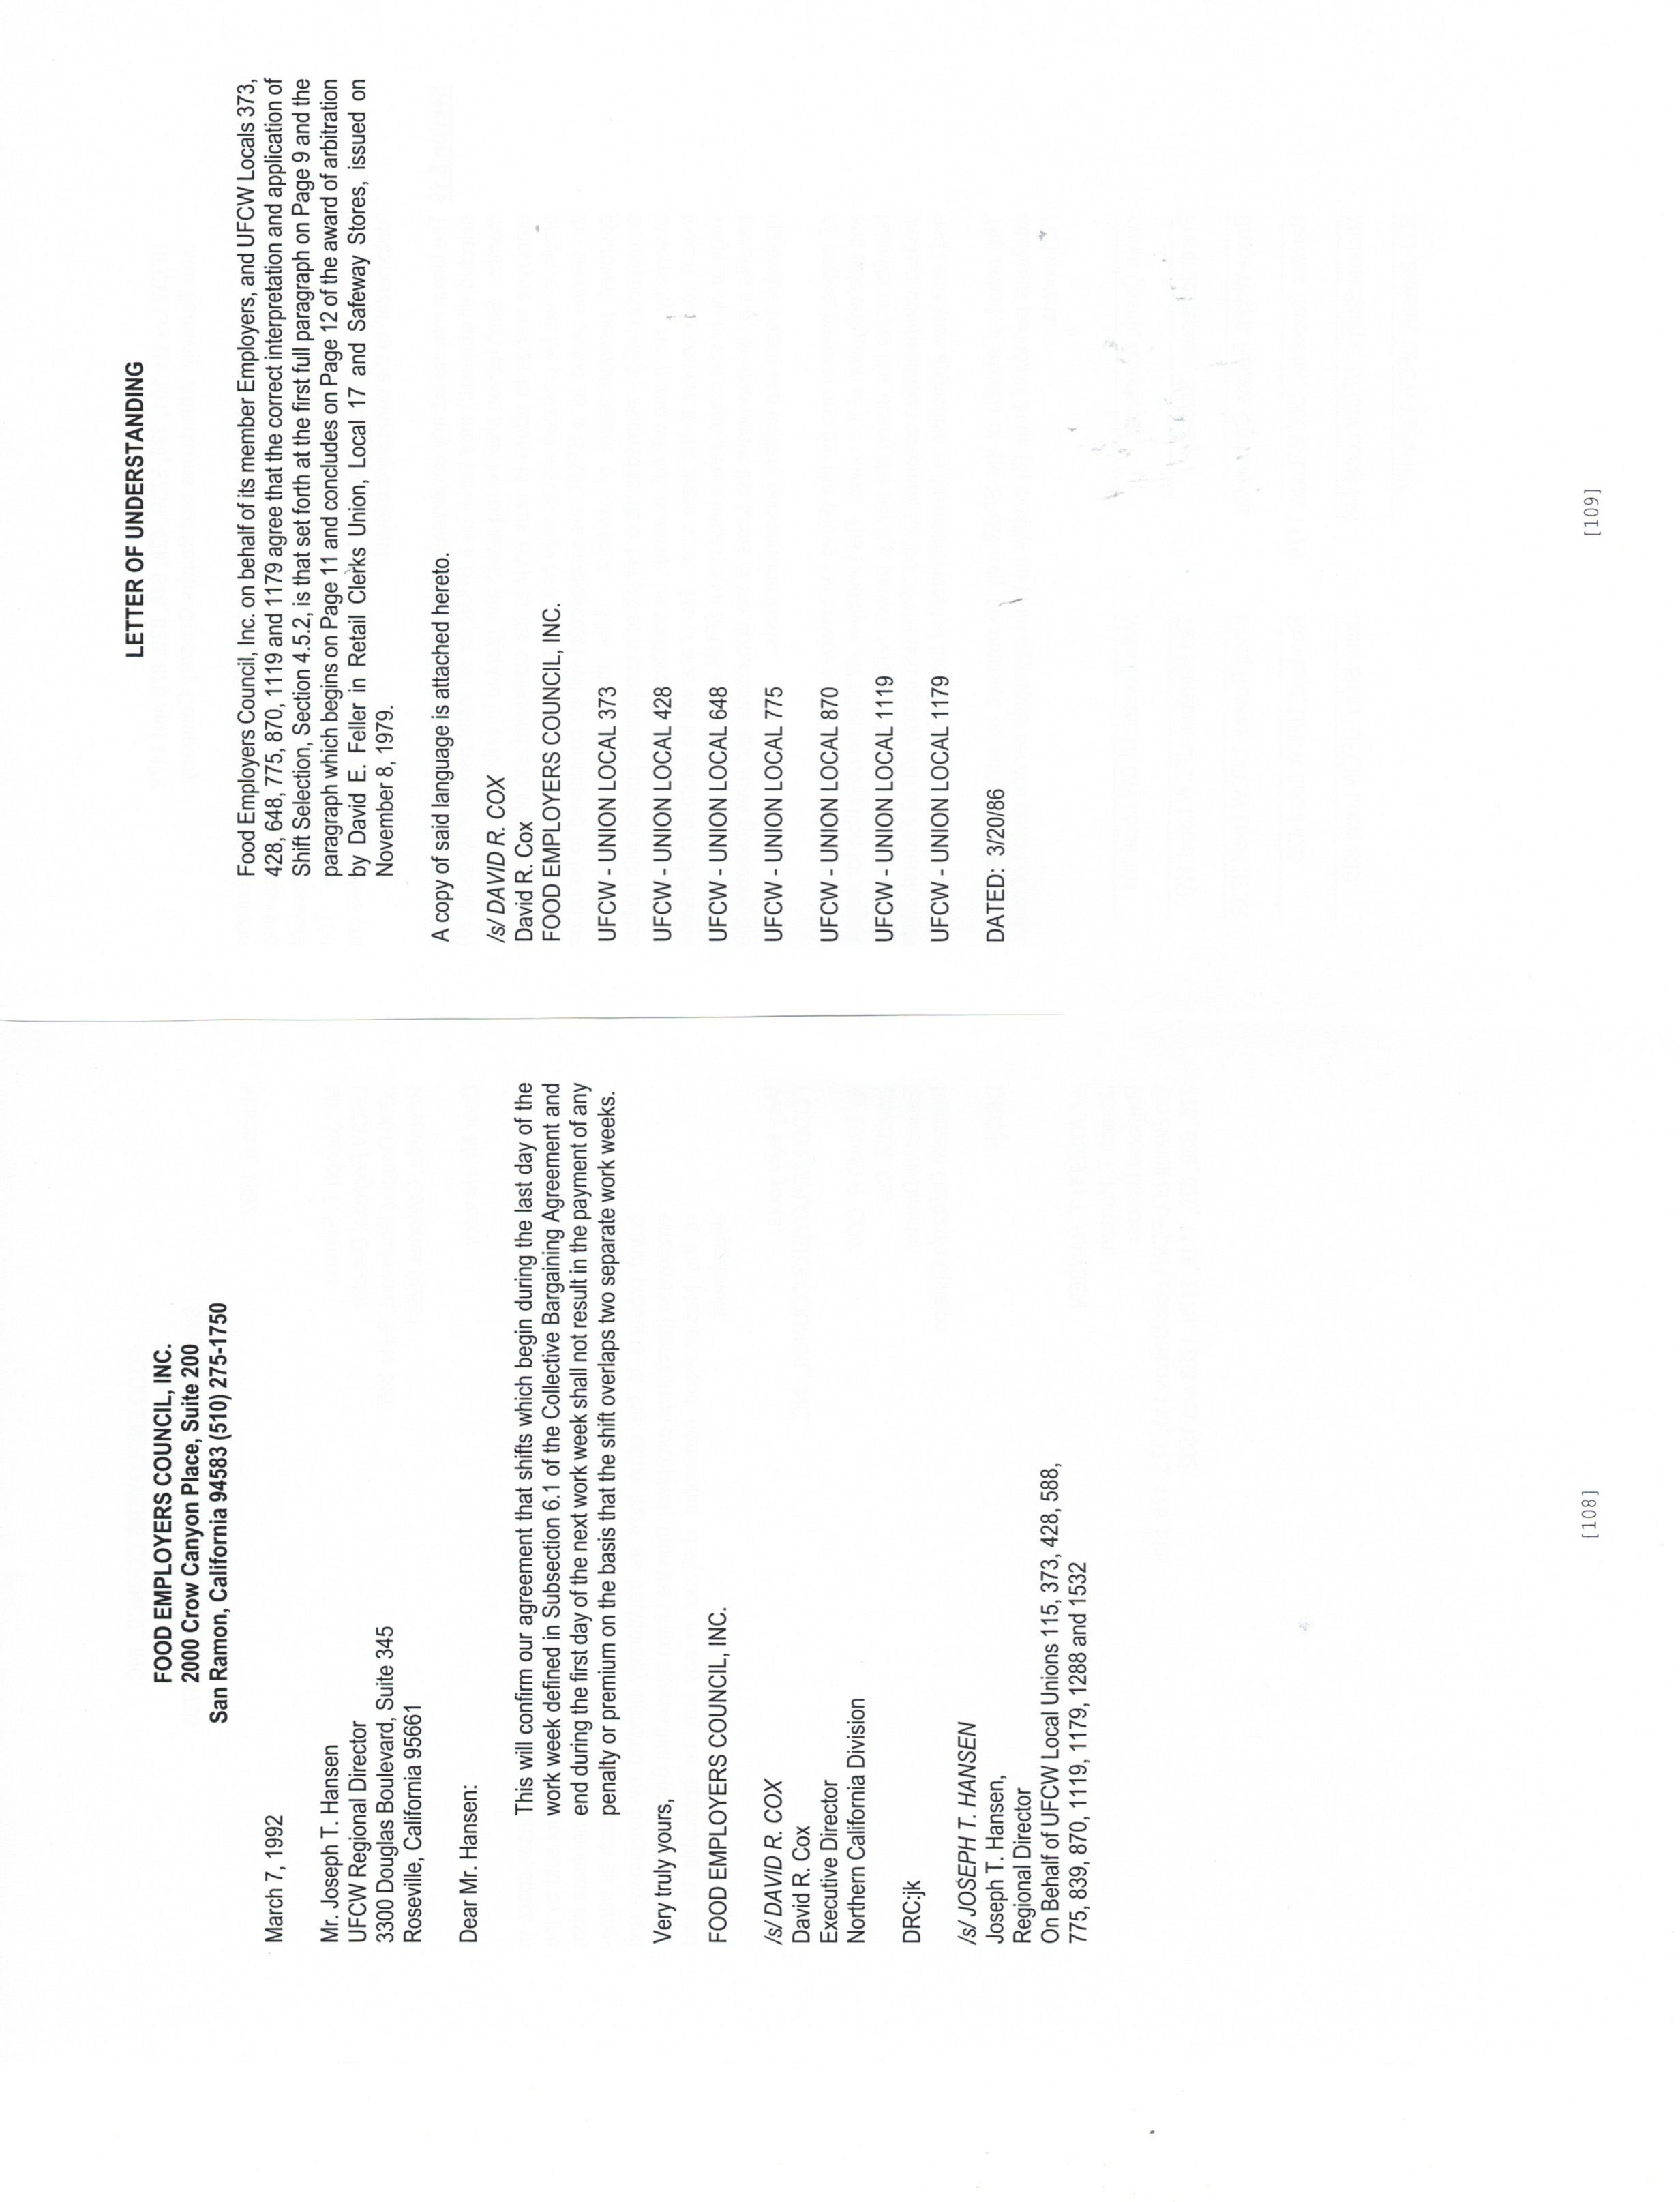 FOOD EMPLOYERS COUNCIL, INC.
2000 Crow Canyon Place, Suite 200
San Ramon, California 94583 (510) 275-1750
March 7, 1992
Mr. Joseph T. Hansen
UFCW Regional Director
3300 Douglas Boulevard, Suite 345
Roseville, California 95661
Dear Mr. Hansen:
This will confirm our agreement that shifts which begin during the last day of the
work week defined in Subsection 6.1 of the Collective Bargaining Agreement and
end during the first day of the next work week shall not result in the payment of any
penalty or premium on the basis that the shift overlaps two separate work weeks.
Very truly yours,
FOOD EMPLOYERS COUNCIL, INC.
/s/ DAVID R. COX
David R. Cox
Executive Director
Northern California Division
DRC:jk
/s/ JOSEPH T. HANSEN
Joseph T. Hansen,
Regional Director
On Behalf of UFCW Local Unions 115, 373, 428, 588,
775, 839, 870, 1119, 1179, 1288 and 1532
[108]
LETTER OF UNDERSTANDING
Food Employers Council, Inc. on behalf of its member Employers, and UFCW Locals 373,
428, 648, 775, 870, 1119 and 1179 agree that the correct interpretation and application of
Shift Selection, Section 4.5.2, is that set forth at the first full paragraph on Page 9 and the
paragraph which begins on Page 11 and concludes on Page 12 of the award of arbitration
by David E. Feller in Retail Clerks Union, Local 17 and Safeway Stores, issued on
November 8, 1979.
A copy of said language is attached hereto.
/s/ DAVID R. COX
David R. Cox
FOOD EMPLOYERS COUNCIL, INC.
UFCW - UNION LOCAL 373
UFCW - UNION LOCAL 428
UFCW - UNION LOCAL 648
UFCW - UNION LOCAL 775
UFCW - UNION LOCAL 870
UFCW - UNION LOCAL 1119
UFCW - UNION LOCAL 1179
DATED: 3/20/86
[109]